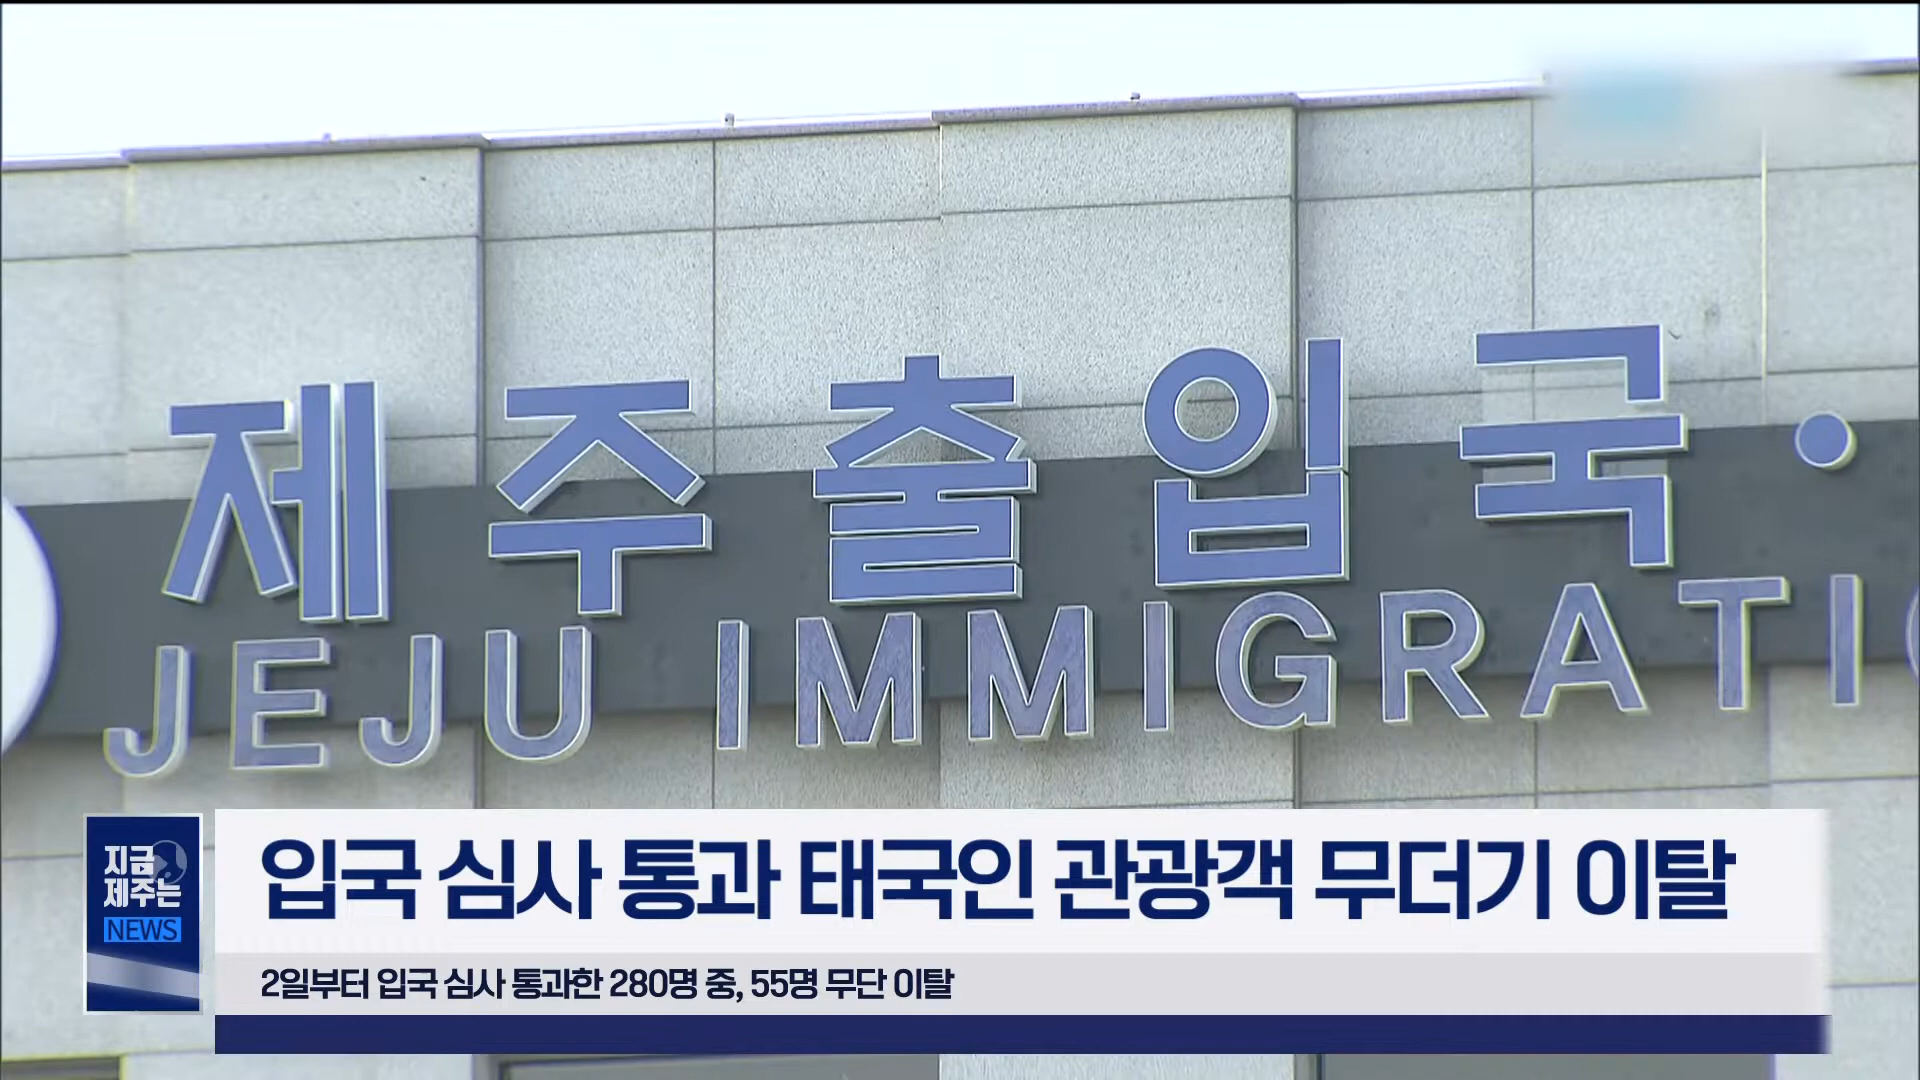 제주출입국·
JEJU IMMIGRATI
지금
제주는
NEWS
입국 심사 통과 태국인 관광객 무더기 이탈
2일부터 입국 심사 통과한 280명 중, 55명 무단 이탈